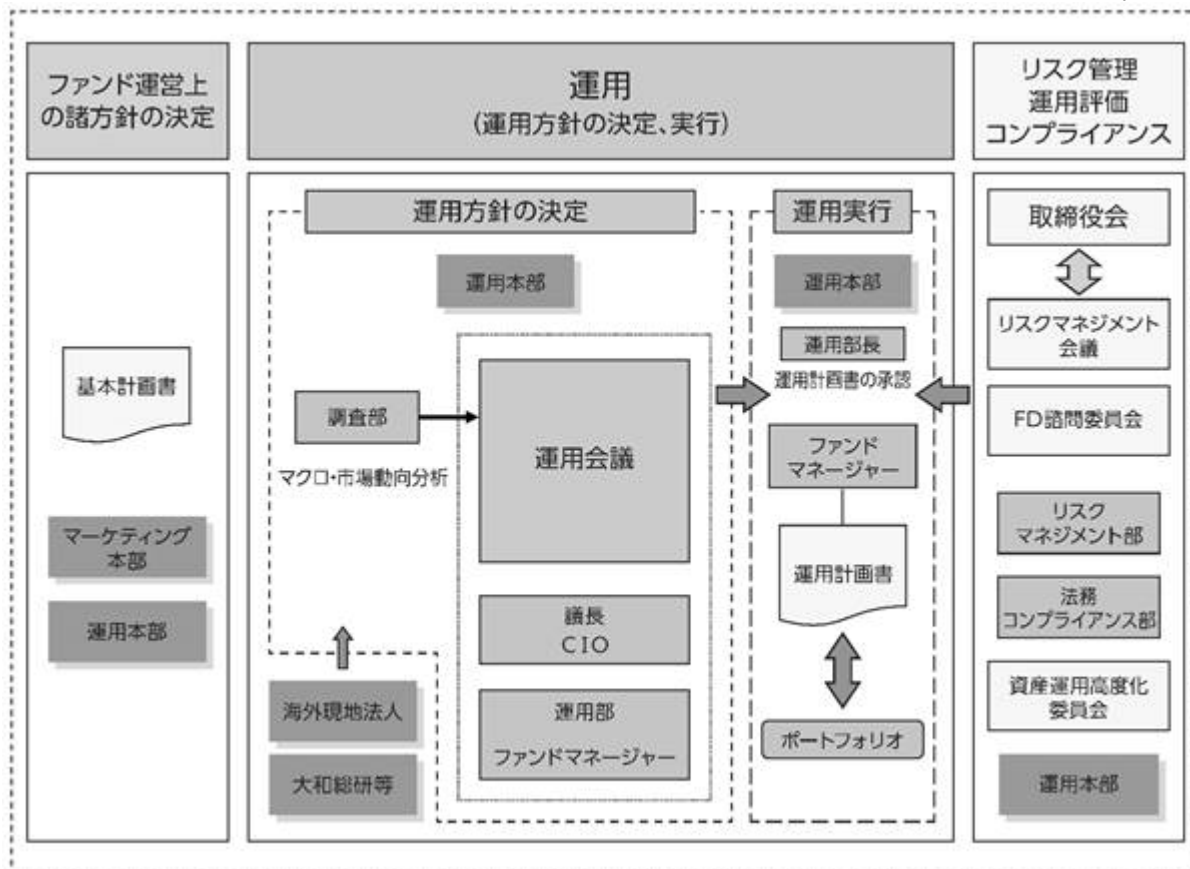 ファンド運営上
の諸方針の決定
運用
(運用方針の決定、実行)
リスク管理
運用評価
コンプライアンス
基本計画書
マーケティング
本部
運用本部
運用方針の決定
運用本部
調査部
マクロ・市場動向分析
運用会議
議長
CIO
運用部
ファンドマネージャー
海外現地法人
大和総研等
運用実行
運用本部
運用部長
運用計画書の承認
ファンド
マネージャー
運用計画書
ポートフォリオ
取締役会
リスクマネジメント
会議
FD諮問委員会
リスク
マネジメント部
法務
コンプライアンス部
資産運用高度化
委員会
運用本部